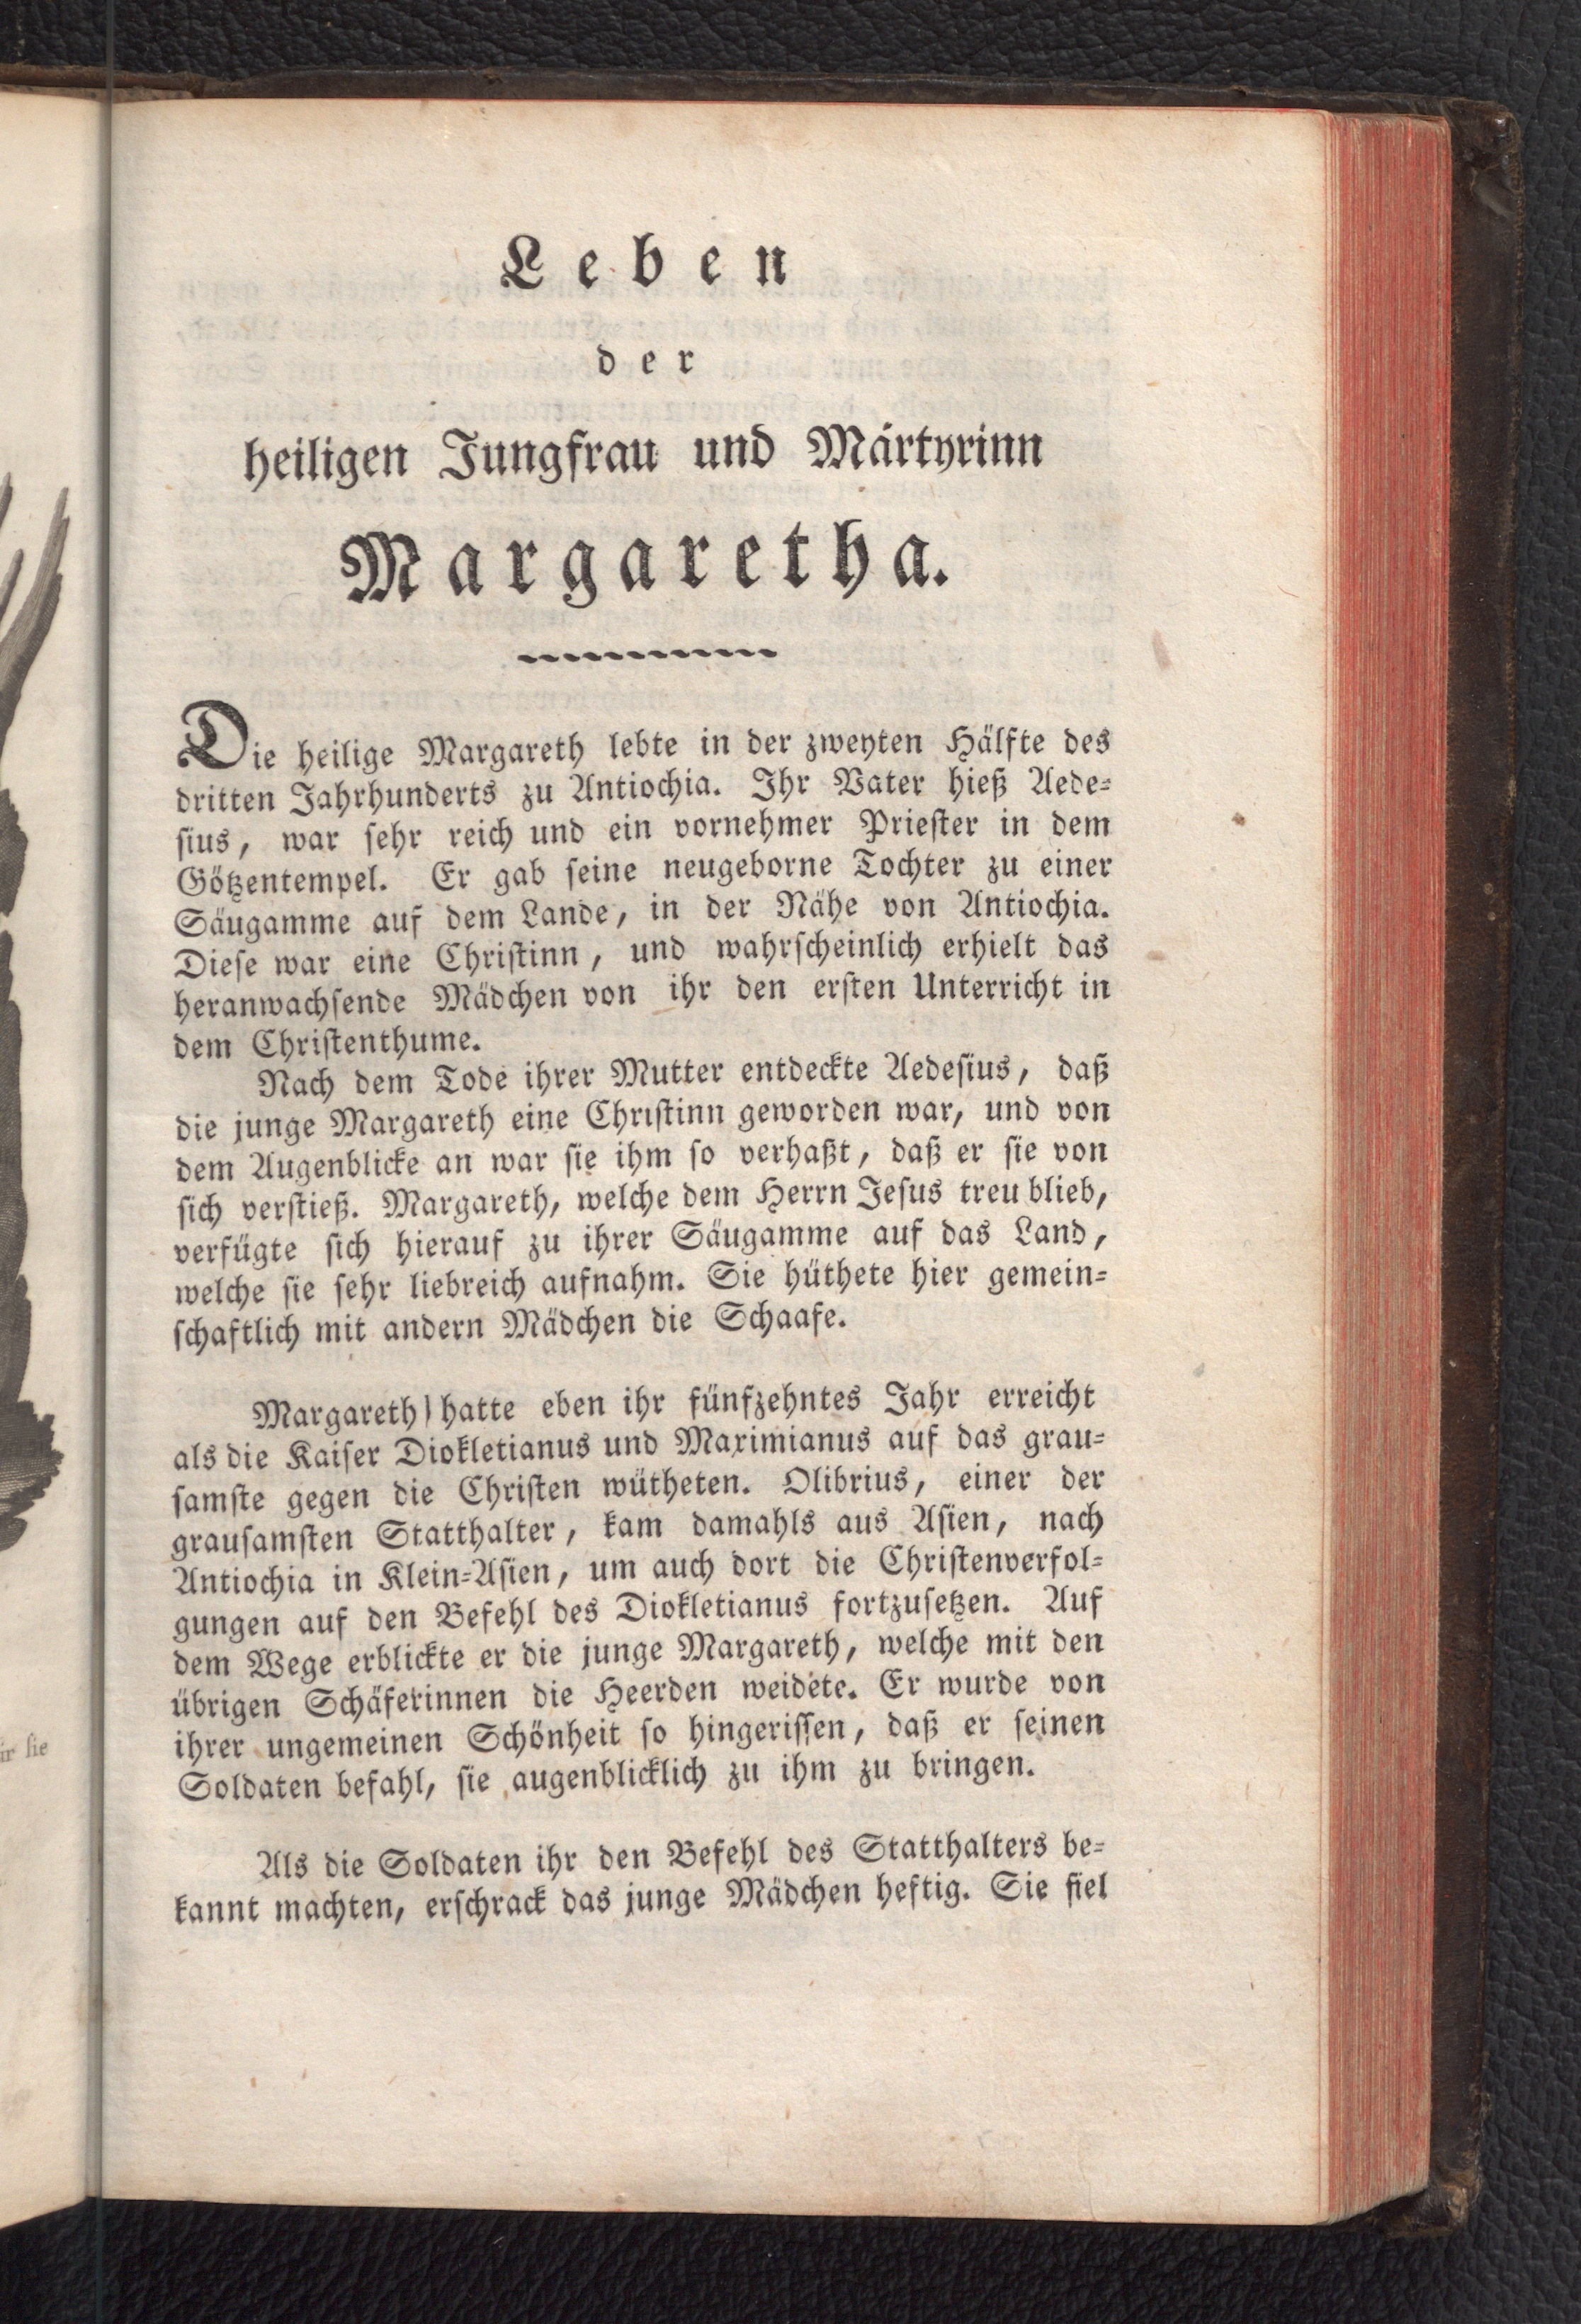 Leben
der
heiligen Jungfrau und Märtyrinn
Margaretha.
Die heilige Margareth lebte in der zweyten Hälfte des
dritten Jahrhunderts zu Antiochia. Ihr Vater hieß Aede-
sius, war sehr reich und ein vornehmer Priester in dem
Götzentempel. Er gab seine neugeborne Tochter zu einer
Säugamme auf dem Lande, in der Nähe von Antiochia.
Diese war eine Christinn, und wahrscheinlich erhielt das
heranwachsende Mädchen von ihr den ersten Unterricht in
dem Christenthume.
Nach dem Tode ihrer Mutter entdeckte Aedesius, daß
die junge Margareth eine Christinn geworden war, und von
dem Augenblicke an war sie ihm so verhaßt, daß er sie von
sich verstieß. Margareth, welche dem Herrn Jesus treu blieb,
verfügte sich hierauf zu ihrer Säugamme auf das Land,
welche sie sehr liebreich aufnahm. Sie hüthete hier gemein-
schaftlich mit andern Mädchen die Schaafe.
Margareth hatte eben ihr fünfzehntes Jahr erreicht
als die Kaiser Diokletianus und Maximianus auf das grau-
samste gegen die Christen wütheten. Olibrius, einer der
grausamsten Statthalter, kam damahls aus Asien, nach
Antiochia in Klein-Asien, um auch dort die Christenverfol-
gungen auf den Befehl des Diokletianus fortzusetzen. Auf
dem Wege erblickte er die junge Margareth, welche mit den
übrigen Schäferinnen die Heerden weidete. Er wurde von
ihrer ungemeinen Schönheit so hingerissen, daß er seinen
Soldaten befahl, sie augenblicklich zu ihm zu bringen.
Als die Soldaten ihr den Befehl des Statthalters be-
kannt machten, erschrack das junge Mädchen heftig. Sie fiel